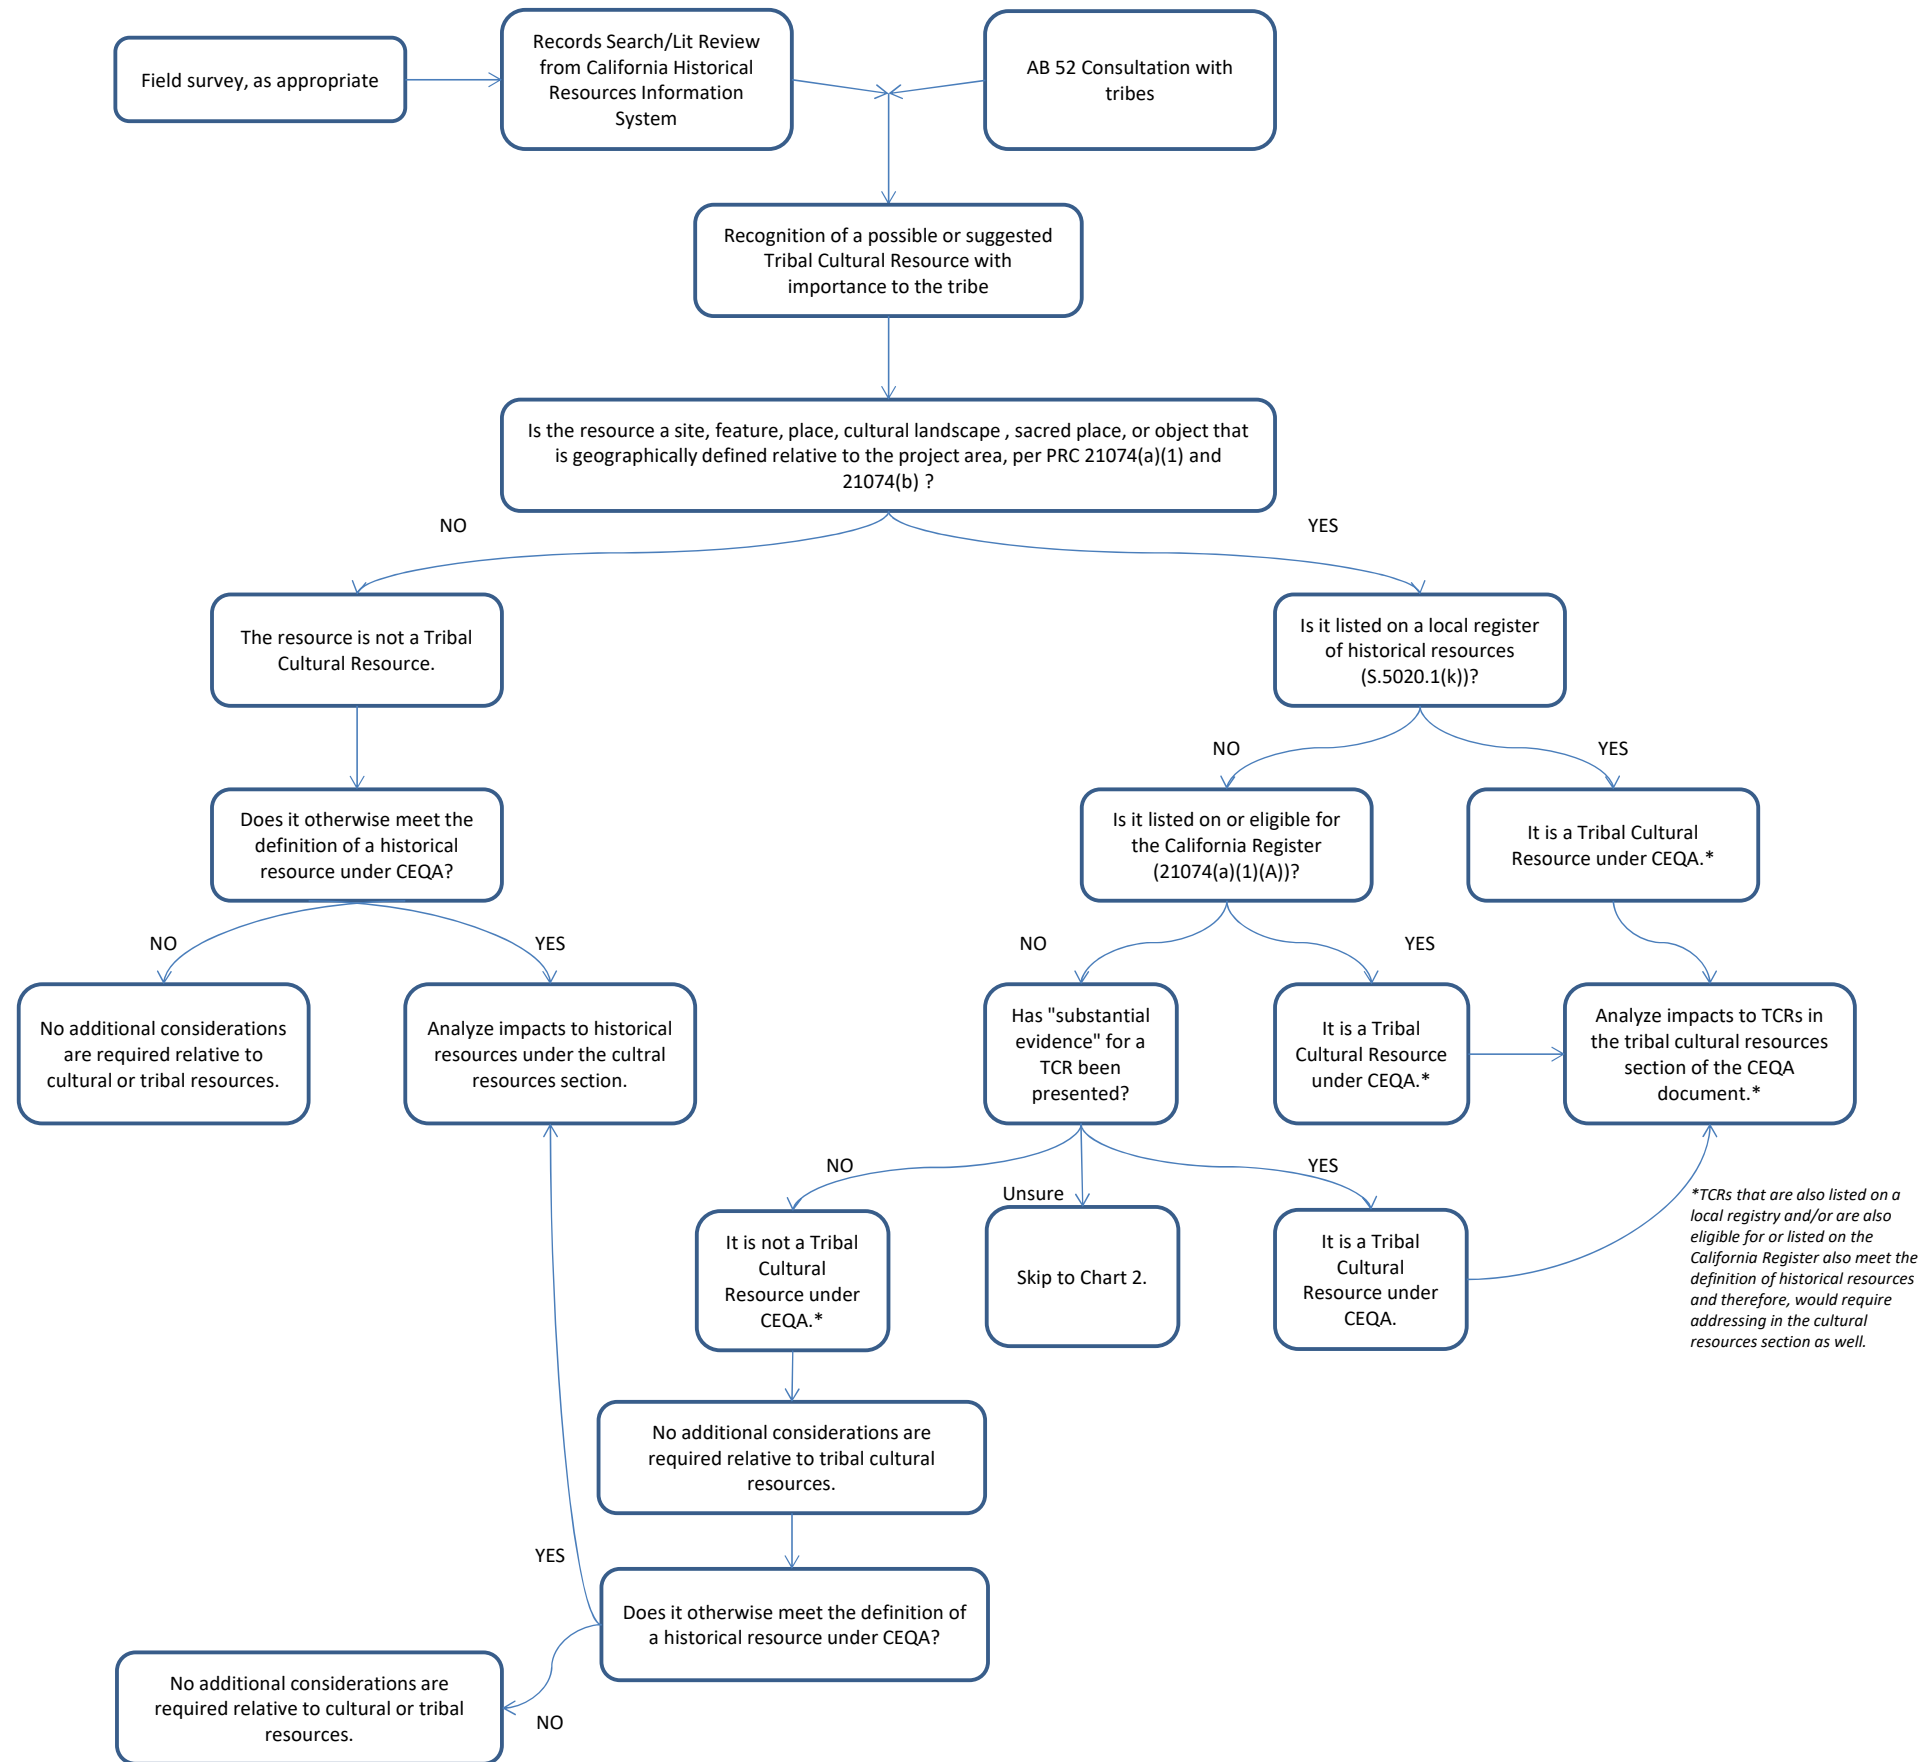 Field survey, as appropriate
Records Search/Lit Review
from California Historical
Resources Information
System
AB 52 Consultation with
tribes
Recognition of a possible or suggested
Tribal Cultural Resource with
importance to the tribe
Is the resource a site, feature, place, cultural landscape , sacred place, or object that
is geographically defined relative to the project area, per PRC 21074(a)(1) and
21074(b) ?
NO
YES
The resource is not a Tribal
Cultural Resource.
Is it listed on a local register
of historical resources
(S.5020.1(k))?
NO
YES
Does it otherwise meet the
definition of a historical
resource under CEQA?
Is it listed on or eligible for
the California Register
(21074(a)(1)(A))?
It is a Tribal Cultural
Resource under CEQA.*
NO
YES
NO
YES
No additional considerations
are required relative to
cultural or tribal resources.
Analyze impacts to historical
resources under the cultral
resources section.
Has "substantial
evidence" for a
TCR been
presented?
It is a Tribal
Cultural Resource
under CEQA.*
Analyze impacts to TCRs in
the tribal cultural resources
section of the CEQA
document.*
NO
Unsure
YES
It is not a Tribal
Cultural
Resource under
CEQA.*
Skip to Chart 2.
It is a Tribal
Cultural
Resource under
CEQA.
*TCRs that are also listed on a
local registry and/or are also
eligible for or listed on the
California Register also meet the
definition of historical resources
and therefore, would require
addressing in the cultural
resources section as well.
No additional considerations are
required relative to tribal cultural
resources.
YES
Does it otherwise meet the definition of
a historical resource under CEQA?
No additional considerations are
required relative to cultural or tribal
resources.
NO